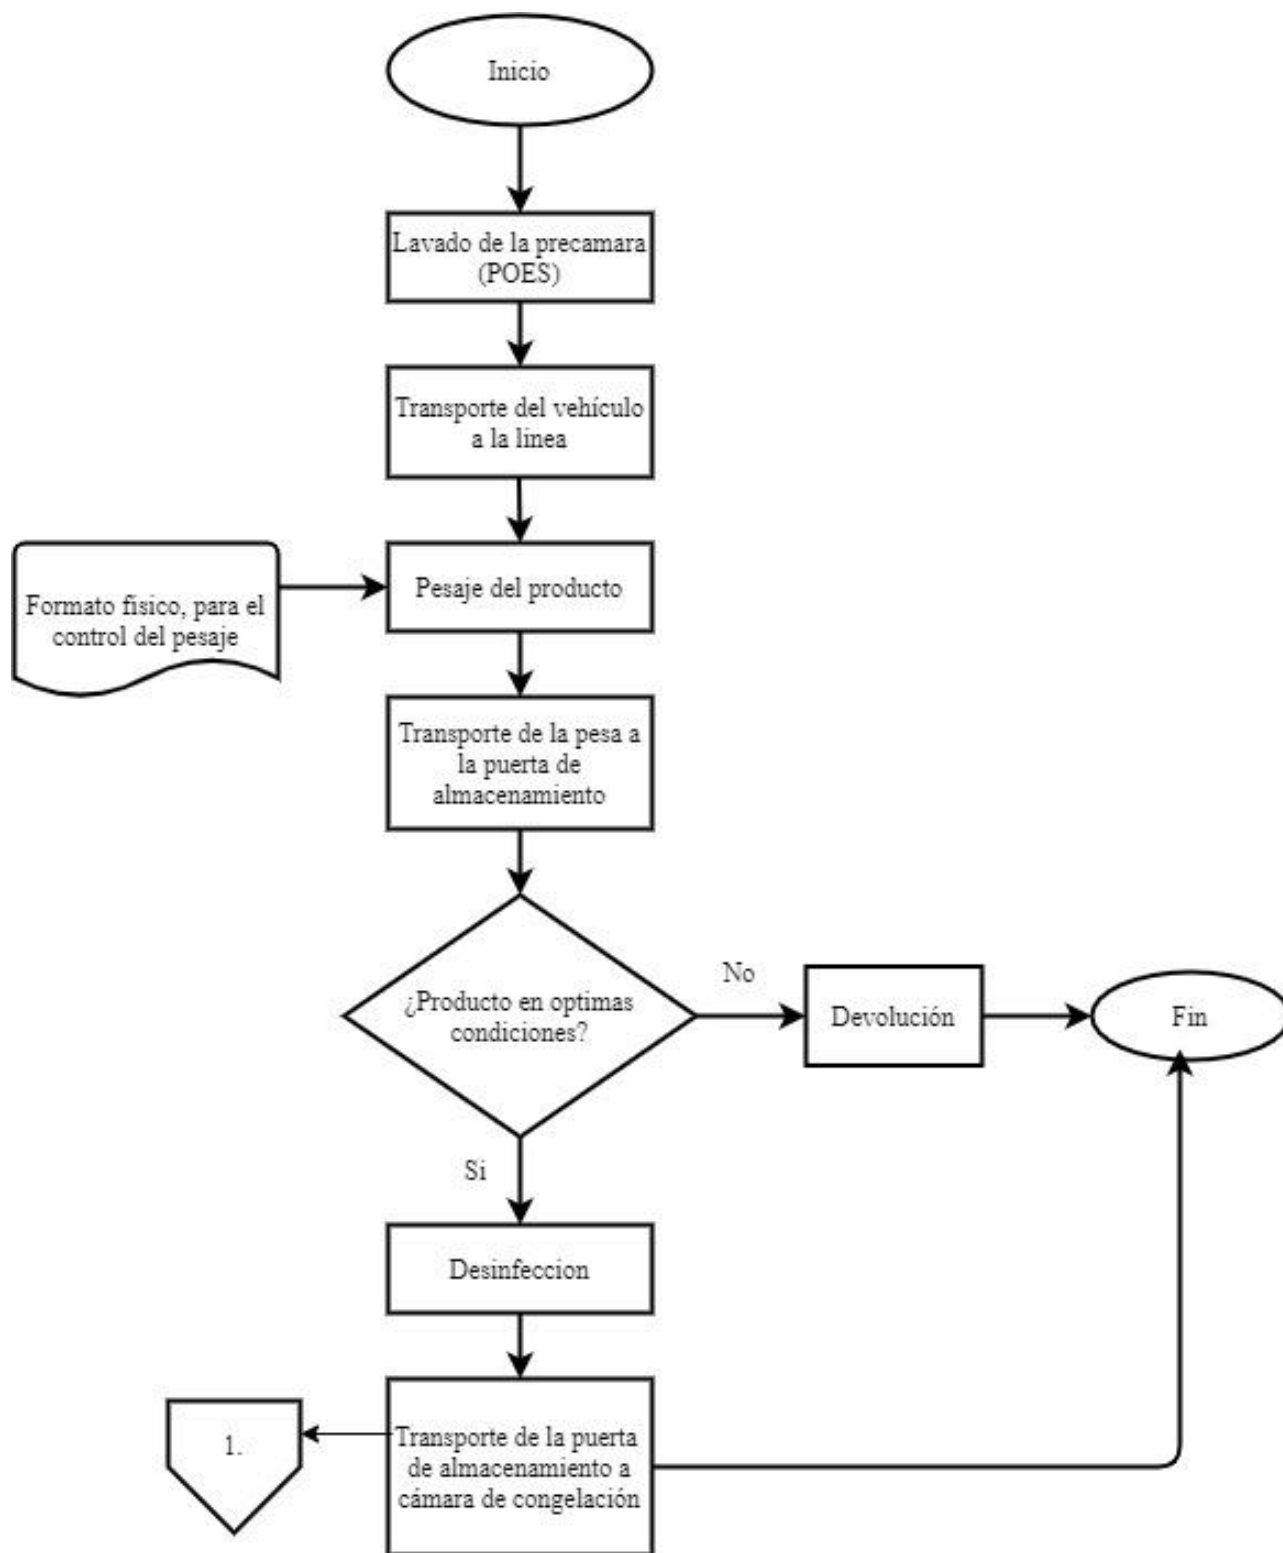 Inicio
Lavado de la precamara
(POES)
Transporte del vehículo
a la linea
Formato físico, para el
control del pesaje
Pesaje del producto
Transporte de la pesa a
la puerta de
almacenamiento
¿Producto en optimas
condiciones?
No
Devolución
Fin
Si
Desinfeccion
1.
Transporte de la puerta
de almacenamiento a
cámara de congelación